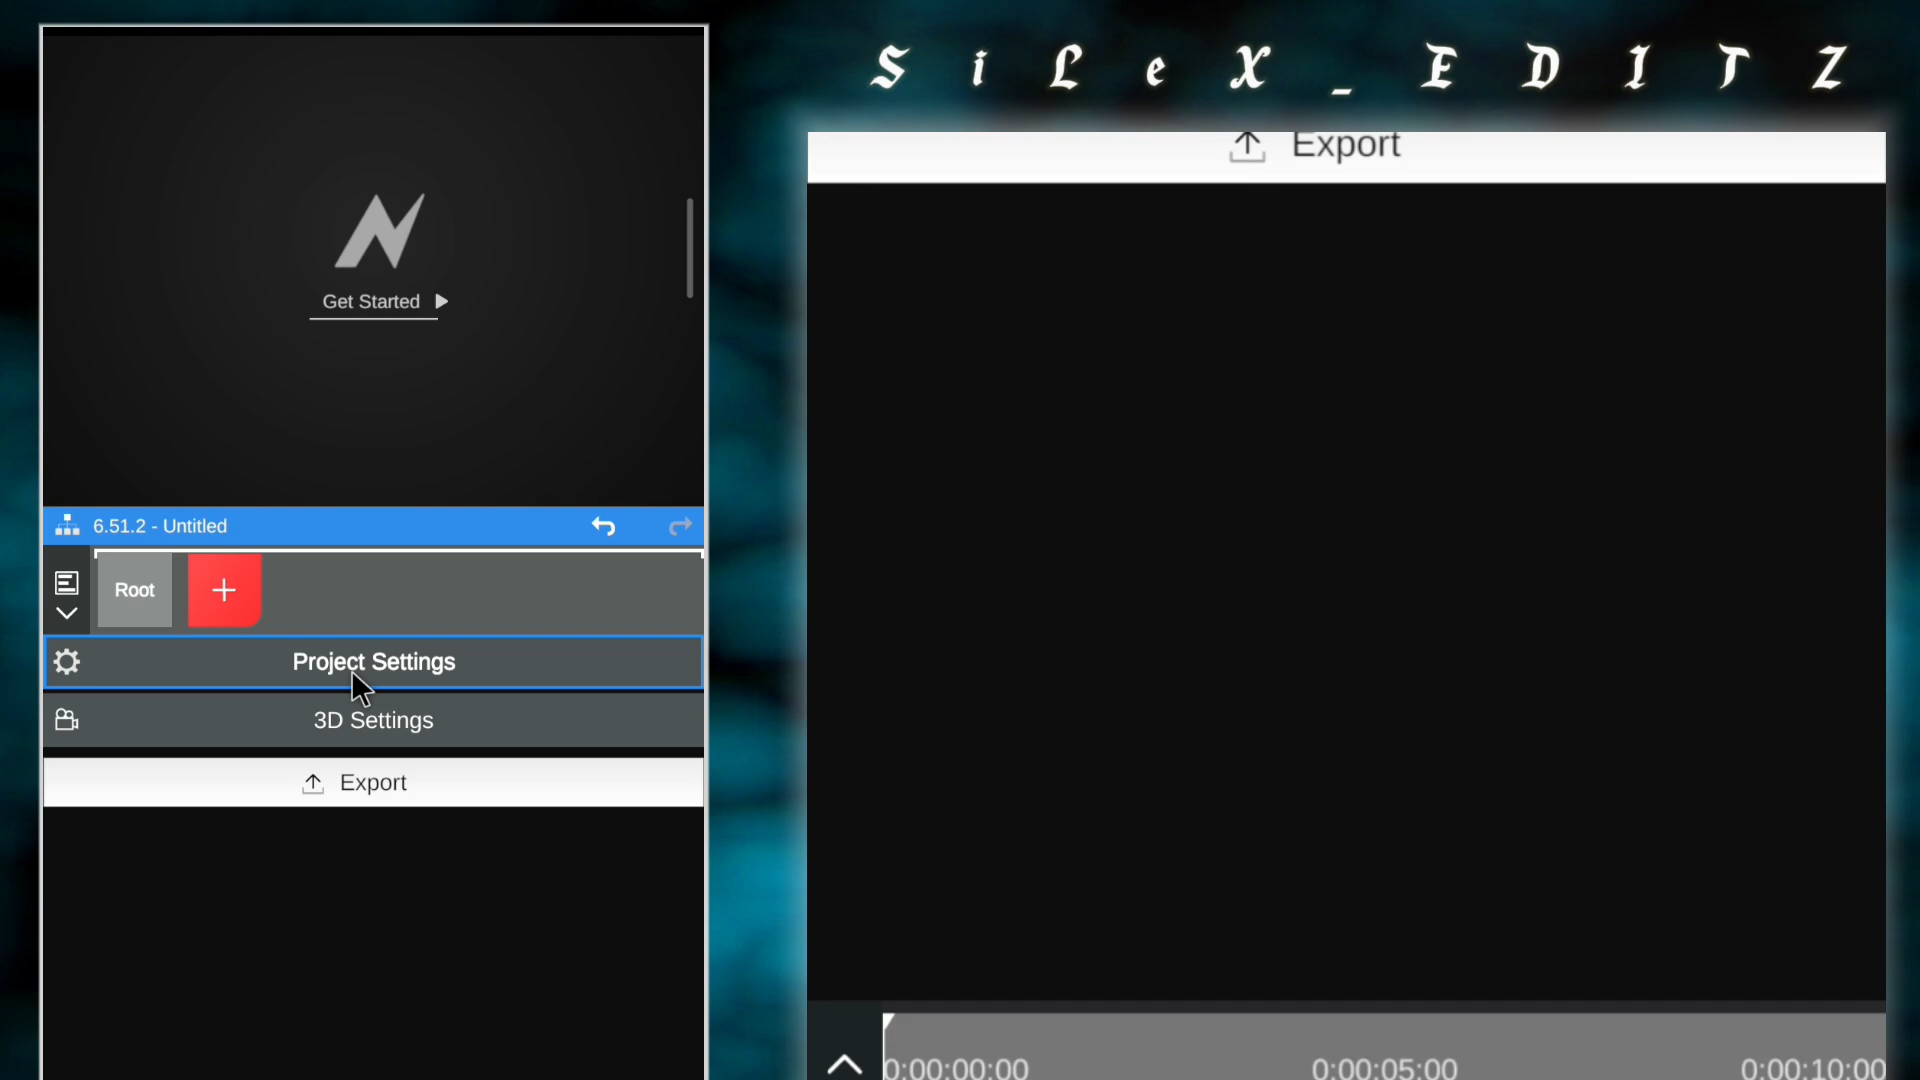 SiLeX_EDITZ
Get Started
6.51.2 - Untitled
Root
Project Settings
3D Settings
Export
Export
0:00:00:00
0:00:05:00
0:00:10:00